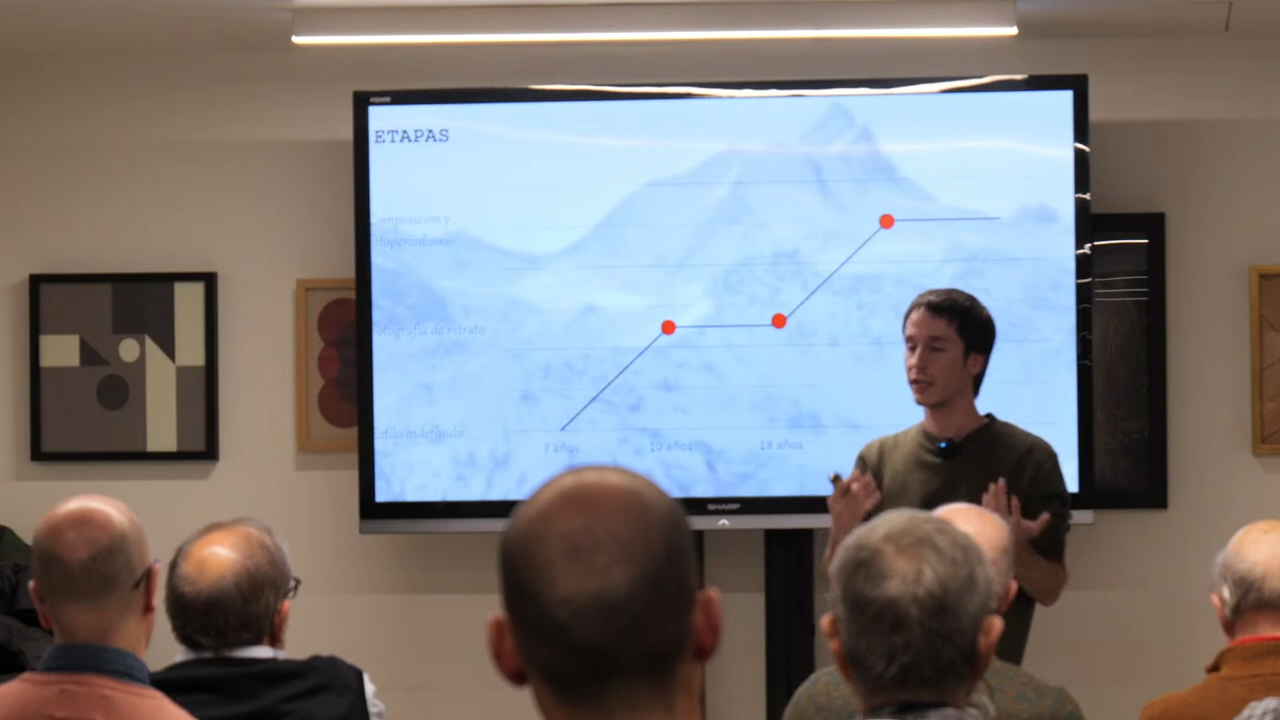 ETAPAS
Composición y
fotoperiodismo
Fotografía de retrato
Estilo indefinido
7 años
10 años
18 años
SHARP